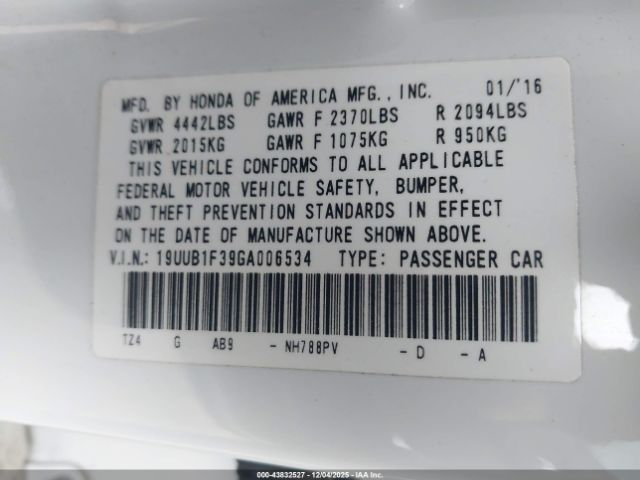 MFD. BY HONDA OF AMERICA MFG., INC. 01/'16
GVWR 4442LBS GAWR F 2370LBS R 2094LBS
GVWR 2015KG GAWR F 1075KG R 950KG
THIS VEHICLE CONFORMS TO ALL APPLICABLE
FEDERAL MOTOR VEHICLE SAFETY, BUMPER,
AND THEFT PREVENTION STANDARDS IN EFFECT
ON THE DATE OF MANUFACTURE SHOWN ABOVE.
V.I.N.: 19UUB1F39GA006534 TYPE: PASSENGER CAR
TZ4 G AB9 - NH788PV - D - A
000-43832527 - 12/04/2025 - IAA Inc.